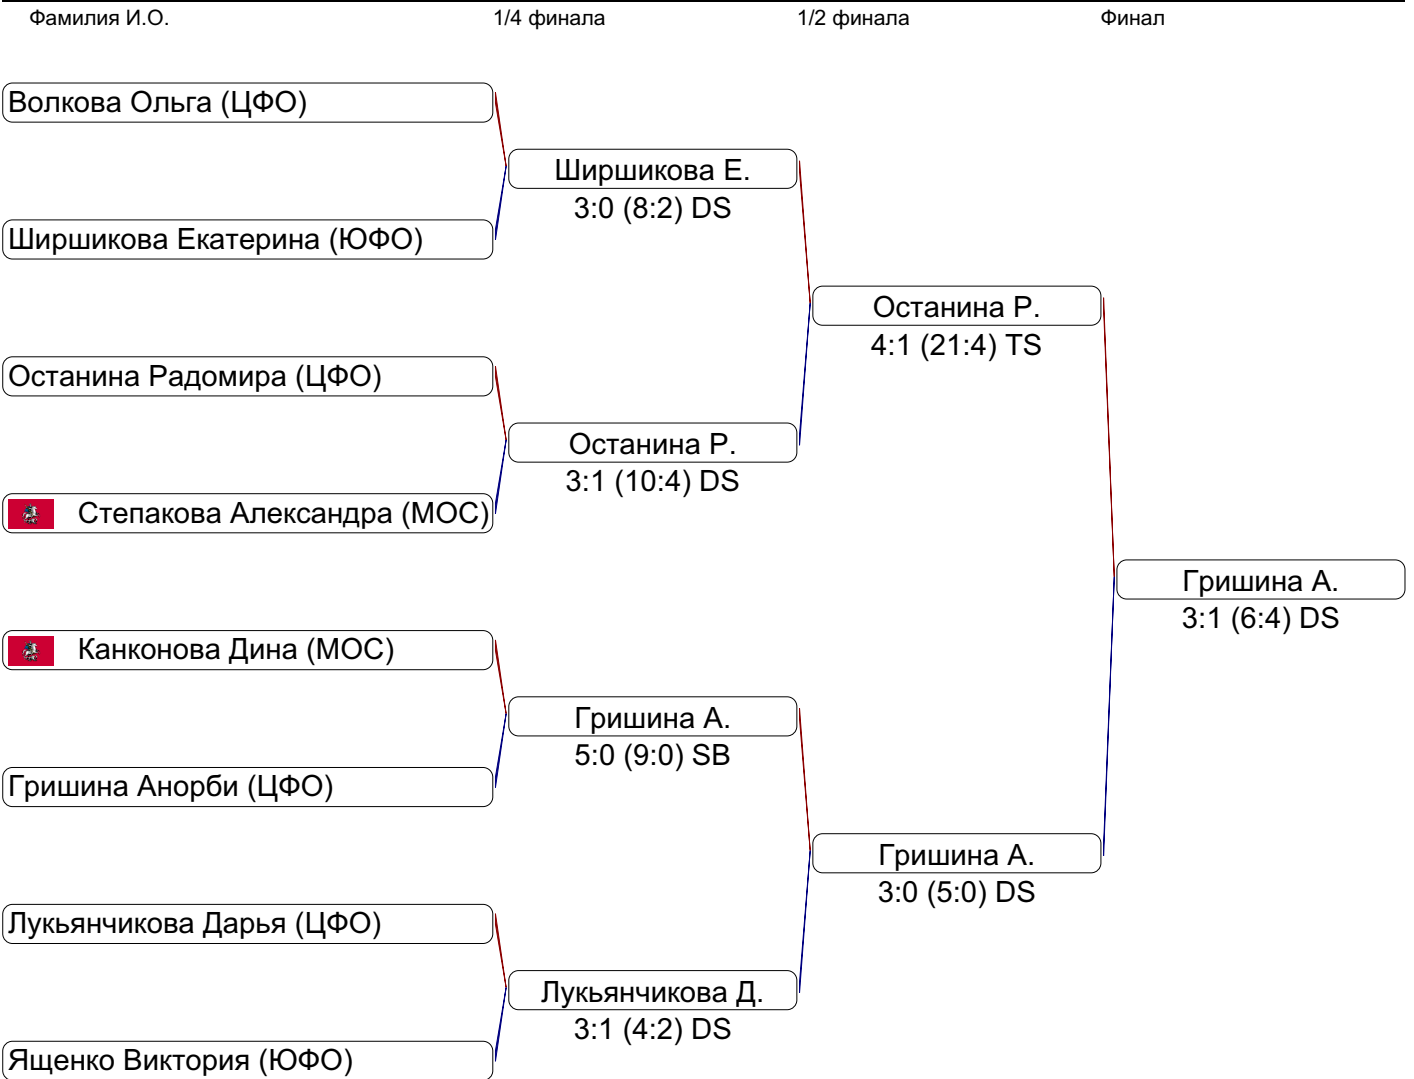 Фамилия И.О. 1/4 финала 1/2 финала Финал
Волкова Ольга (ЦФО)
Ширшикова Е.
3:0 (8:2) DS
Ширшикова Екатерина (ЮФО)
Останина Р.
4:1 (21:4) TS
Останина Радомира (ЦФО)
Останина Р.
3:1 (10:4) DS
Степакова Александра (МОС)
Гришина А.
3:1 (6:4) DS
Канконова Дина (МОС)
Гришина А.
5:0 (9:0) SB
Гришина Анорби (ЦФО)
Гришина А.
3:0 (5:0) DS
Лукьянчикова Дарья (ЦФО)
Лукьянчикова Д.
3:1 (4:2) DS
Ященко Виктория (ЮФО)